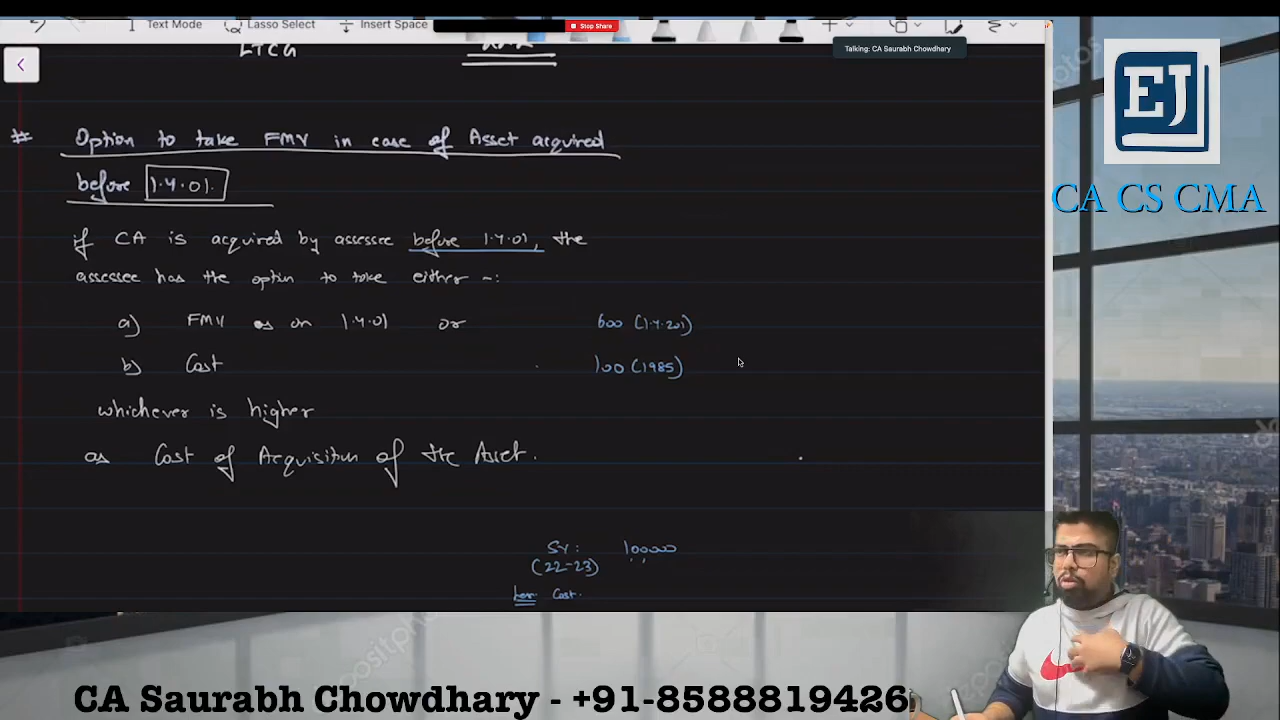 Text Mode Lasso Select Insert Space
Stop Share
Talking: CA Saurabh Chowdhary
LTCG
# Option to take FMV in case of Asset acquired
before 1.4.01.
if CA is acquired by assessee before 1.4.01, the
assessee has the option to take either -:
a) FMV as on 1.4.01 or 600 (1.4.201)
b) Cost 100 (1985)
whichever is higher
as Cost of Acquisition of the Asset.
SV: 100000
(22-23)
Less Cost.
EJ
CA CS CMA
CA Saurabh Chowdhary - +91-8588819426